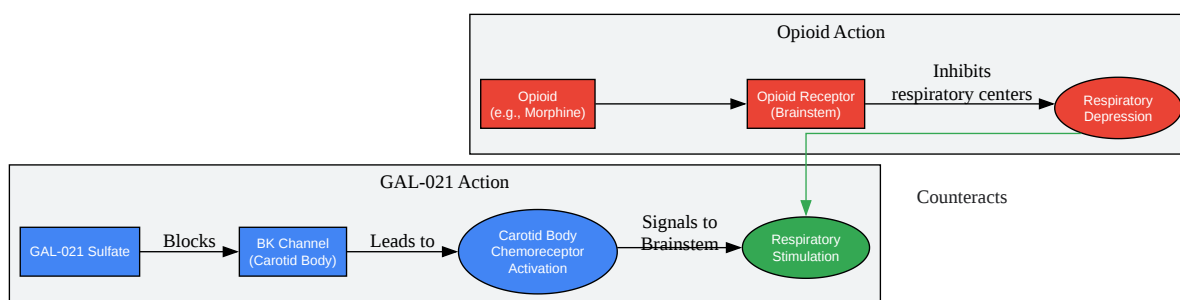 Opioid Action
Opioid
(e.g., Morphine)
Opioid Receptor
(Brainstem)
Inhibits
respiratory centers
Respiratory
Depression
GAL-021 Action
Counteracts
GAL-021 Sulfate
Blocks
BK Channel
(Carotid Body)
Leads to
Carotid Body
Chemoreceptor
Activation
Signals to
Brainstem
Respiratory
Stimulation